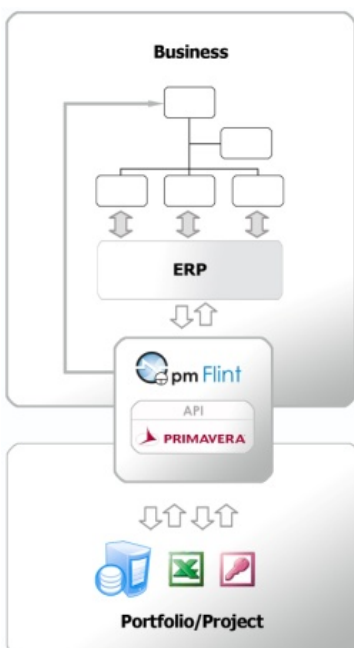 Business
ERP
pm Flint
API
PRIMAVERA
Portfolio/Project